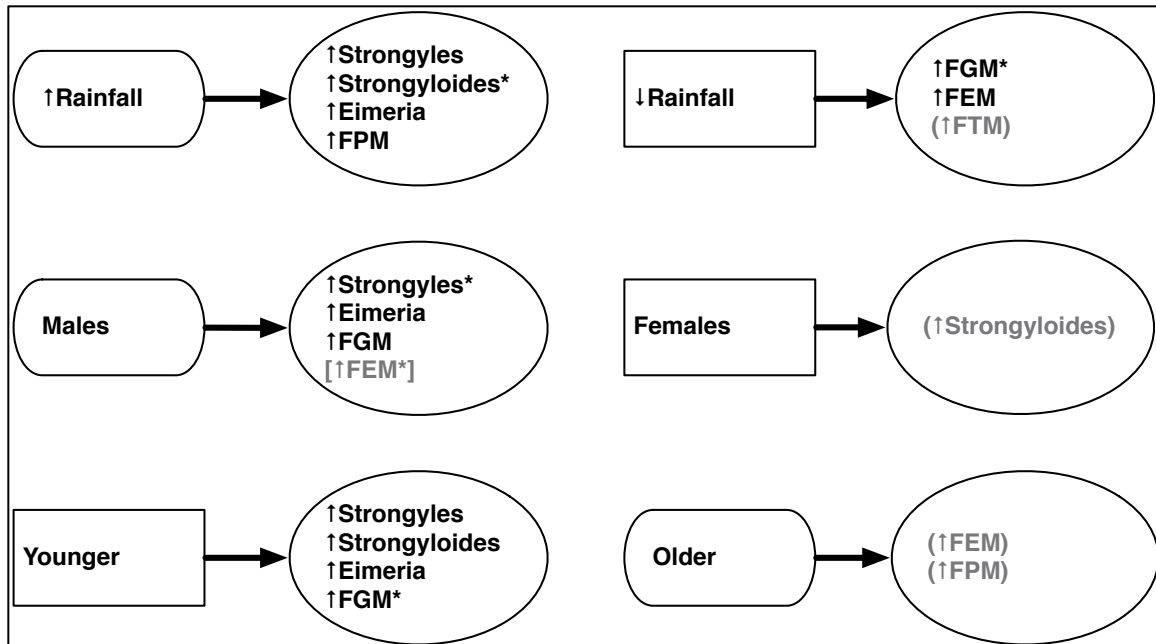 ↑Rainfall
↑Strongyles
↑Strongyloides*
↑Eimeria
↑FPM
↓Rainfall
↑FGM*
↑FEM
(↑FTM)
Males
↑Strongyles*
↑Eimeria
↑FGM
[↑FEM*]
Females
(↑Strongyloides)
Younger
↑Strongyles
↑Strongyloides
↑Eimeria
↑FGM*
Older
(↑FEM)
(↑FPM)